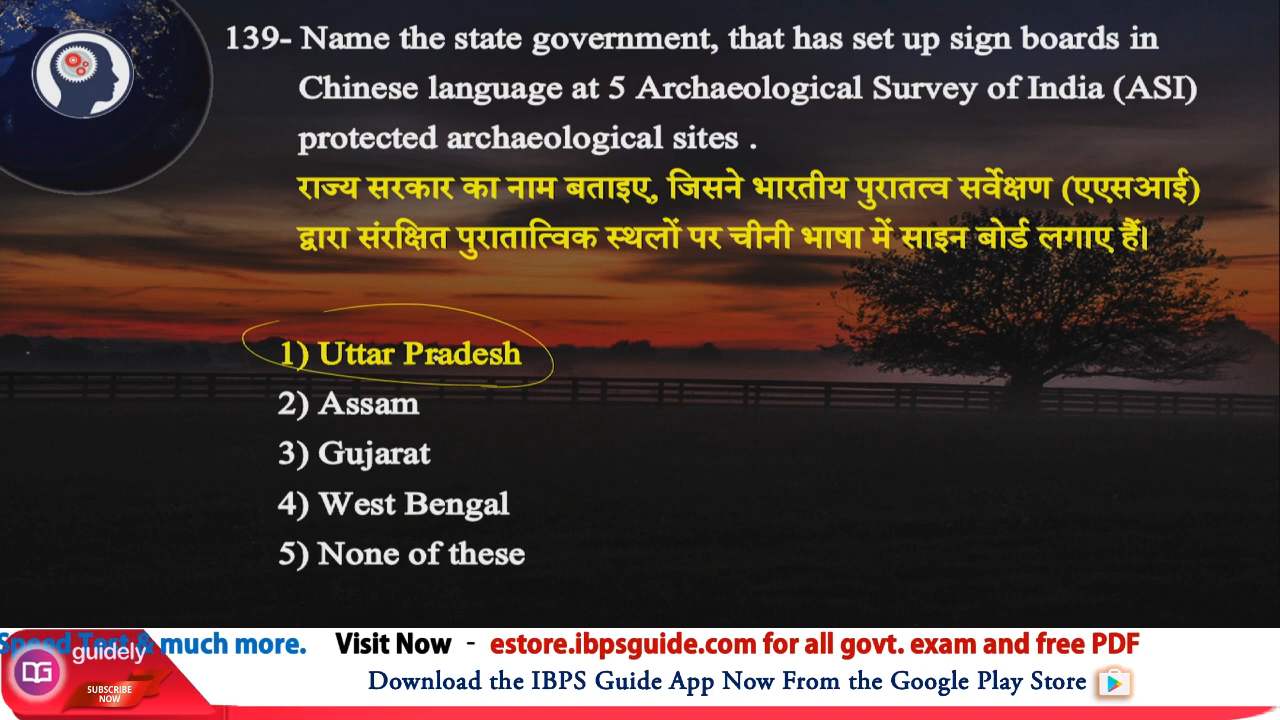 139- Name the state government, that has set up sign boards in
Chinese language at 5 Archaeological Survey of India (ASI)
protected archaeological sites .
राज्य सरकार का नाम बताइए, जिसने भारतीय पुरातत्व सर्वेक्षण (एएसआई)
द्वारा संरक्षित पुरातात्विक स्थलों पर चीनी भाषा में साइन बोर्ड लगाए हैं।
1) Uttar Pradesh
2) Assam
3) Gujarat
4) West Bengal
5) None of these
Speed Test & much more. Visit Now - estore.ibpsguide.com for all govt. exam and free PDF
guidely
SUBSCRIBE
NOW
Download the IBPS Guide App Now From the Google Play Store